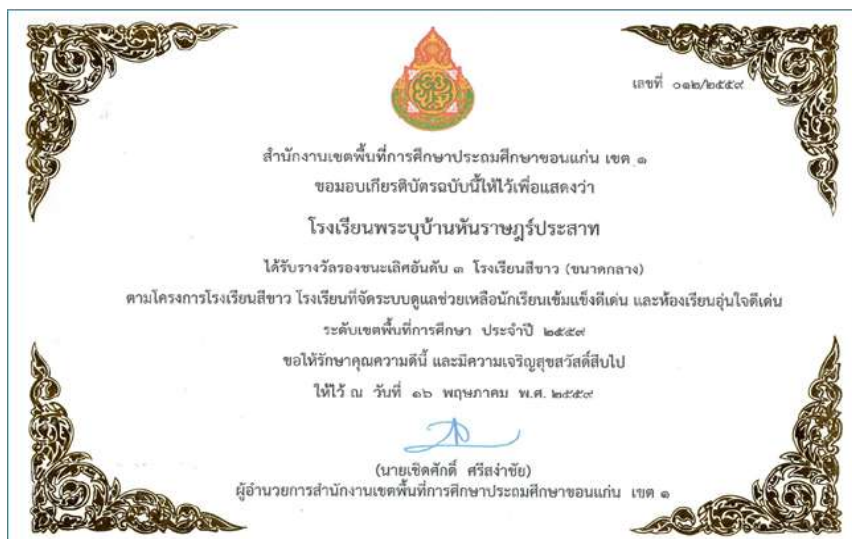 เลขที่ ๐๑๒/๒๕๕๙
สำนักงานเขตพื้นที่การศึกษาประถมศึกษาขอนแก่น เขต ๑
ขอมอบเกียรติบัตรฉบับนี้ให้ไว้เพื่อแสดงว่า
โรงเรียนพระบุบ้านหันราษฎร์ประสาท
ได้รับรางวัลรองชนะเลิศอันดับ ๓ โรงเรียนสีขาว (ขนาดกลาง)
ตามโครงการโรงเรียนสีขาว โรงเรียนที่จัดระบบดูแลช่วยเหลือนักเรียนเข้มแข็งดีเด่น และห้องเรียนอุ่นใจดีเด่น
ระดับเขตพื้นที่การศึกษา ประจำปี ๒๕๕๙
ขอให้รักษาคุณความดีนี้ และมีความเจริญสุขสวัสดิ์สืบไป
ให้ไว้ ณ วันที่ ๑๖ พฤษภาคม พ.ศ. ๒๕๕๙
(นายเชิดศักดิ์ ศรีสง่าชัย)
ผู้อำนวยการสำนักงานเขตพื้นที่การศึกษาประถมศึกษาขอนแก่น เขต ๑